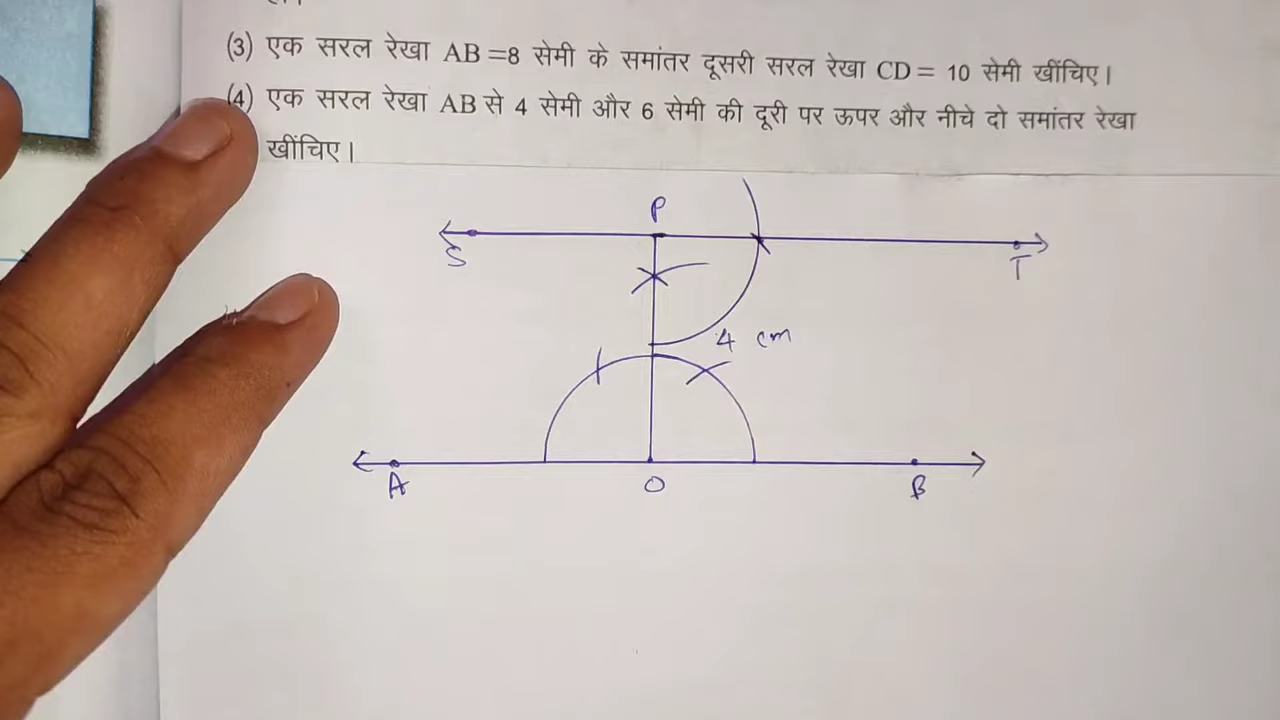 (3) एक सरल रेखा AB =8 सेमी के समांतर दूसरी सरल रेखा CD = 10 सेमी खींचिए।
(4) एक सरल रेखा AB से 4 सेमी और 6 सेमी की दूरी पर ऊपर और नीचे दो समांतर रेखा
खींचिए।
P
S
T
4 cm
A
O
B